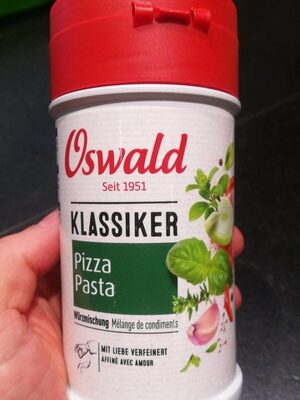 Oswald
Seit 1951
KLASSIKER
Pizza
Pasta
Würzmischung Mélange de condiments
MIT LIEBE VERFEINERT
AFFINÉ AVEC AMOUR